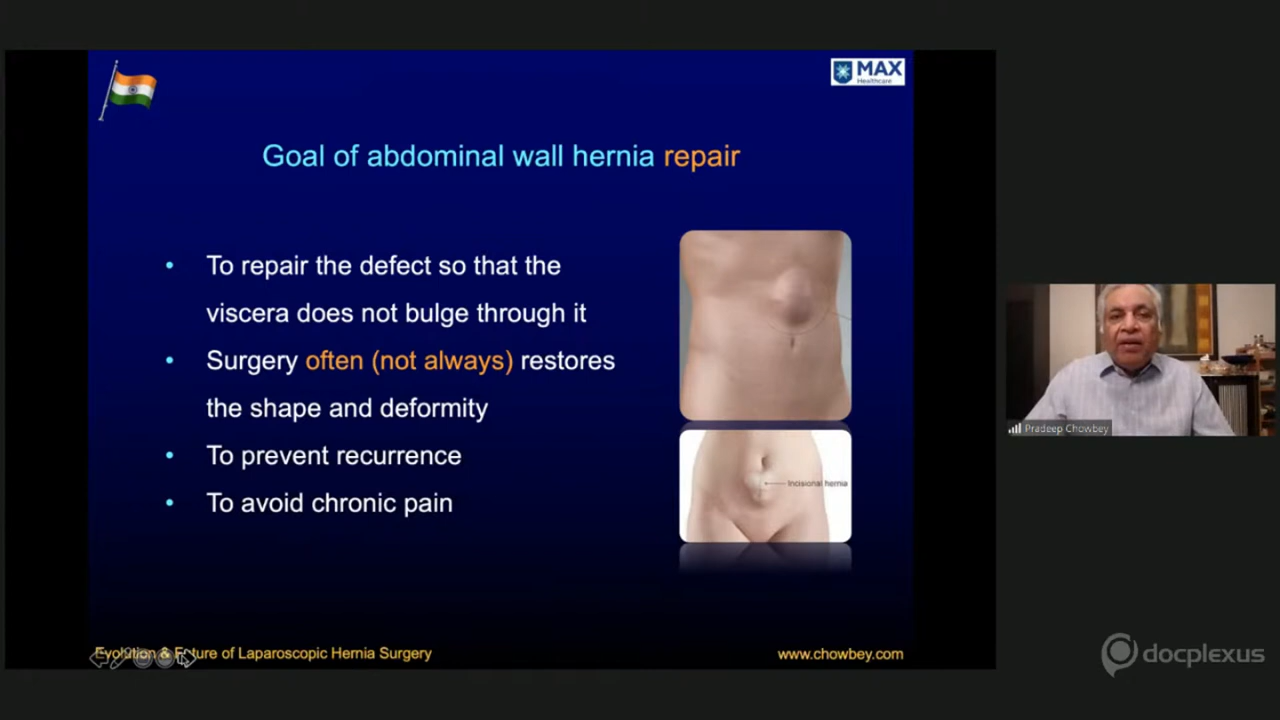 MAX
Healthcare
Goal of abdominal wall hernia repair
• To repair the defect so that the
viscera does not bulge through it
• Surgery often (not always) restores
the shape and deformity
• To prevent recurrence
• To avoid chronic pain
Incisional hernia
Pradeep Chowbey
Evolution & Future of Laparoscopic Hernia Surgery
www.chowbey.com
docplexus